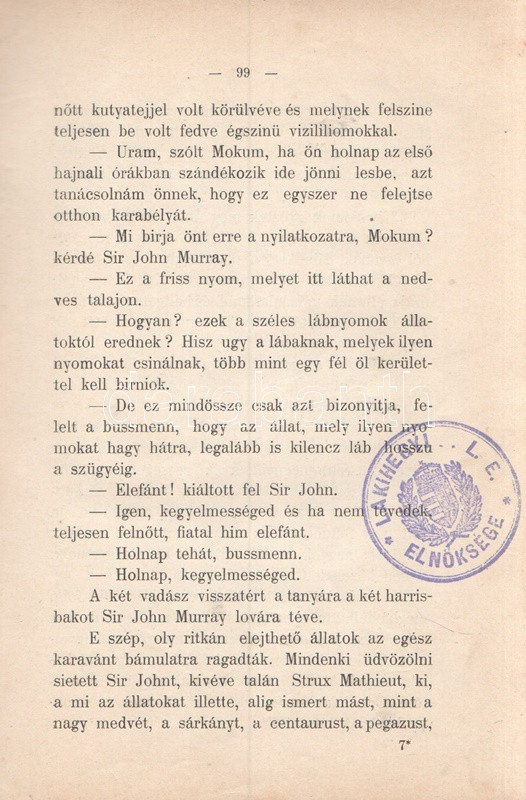 — 99 —
nőtt kutyatejjel volt körülvéve és melynek felszine
teljesen be volt fedve égszinü vizililiomokkal.
— Uram, szólt Mokum, ha ön holnap az első
hajnali órákban szándékozik ide jönni lesbe, azt
tanácsolnám önnek, hogy ez egyszer ne felejtse
otthon karabélyát.
— Mi birja önt erre a nyilatkozatra, Mokum?
kérdé Sir John Murray.
— Ez a friss nyom, melyet itt láthat a ned-
ves talajon.
— Hogyan? ezek a széles lábnyomok álla-
toktól erednek? Hisz ugy a lábaknak, melyek ilyen
nyomokat csinálnak, több mint egy fél öl kerület-
tel kell birniok.
— De ez mindössze csak azt bizonyitja, fe-
lelt a bussmenn, hogy az állat, mely ilyen nyo-
mokat hagy hátra, legalább is kilencz láb hosszu
a szügyéig.
— Elefánt! kiáltott fel Sir John.
— Igen, kegyelmességed és ha nem tévedek,
teljesen felnőtt, fiatal him elefánt.
— Holnap tehát, bussmenn.
— Holnap, kegyelmességed.
A két vadász visszatért a tanyára a két harris-
bakot Sir John Murray lovára téve.
E szép, oly ritkán elejthető állatok az egész
karavánt bámulatra ragadták. Mindenki üdvözölni
sietett Sir Johnt, kivéve talán Strux Mathieut, ki,
a mi az állatokat illette, alig ismert mást, mint a
nagy medvét, a sárkányt, a centaurust, a pegazust,
7*
* LAKIHEGYI . . L. E. *
ELNÖKSÉGE